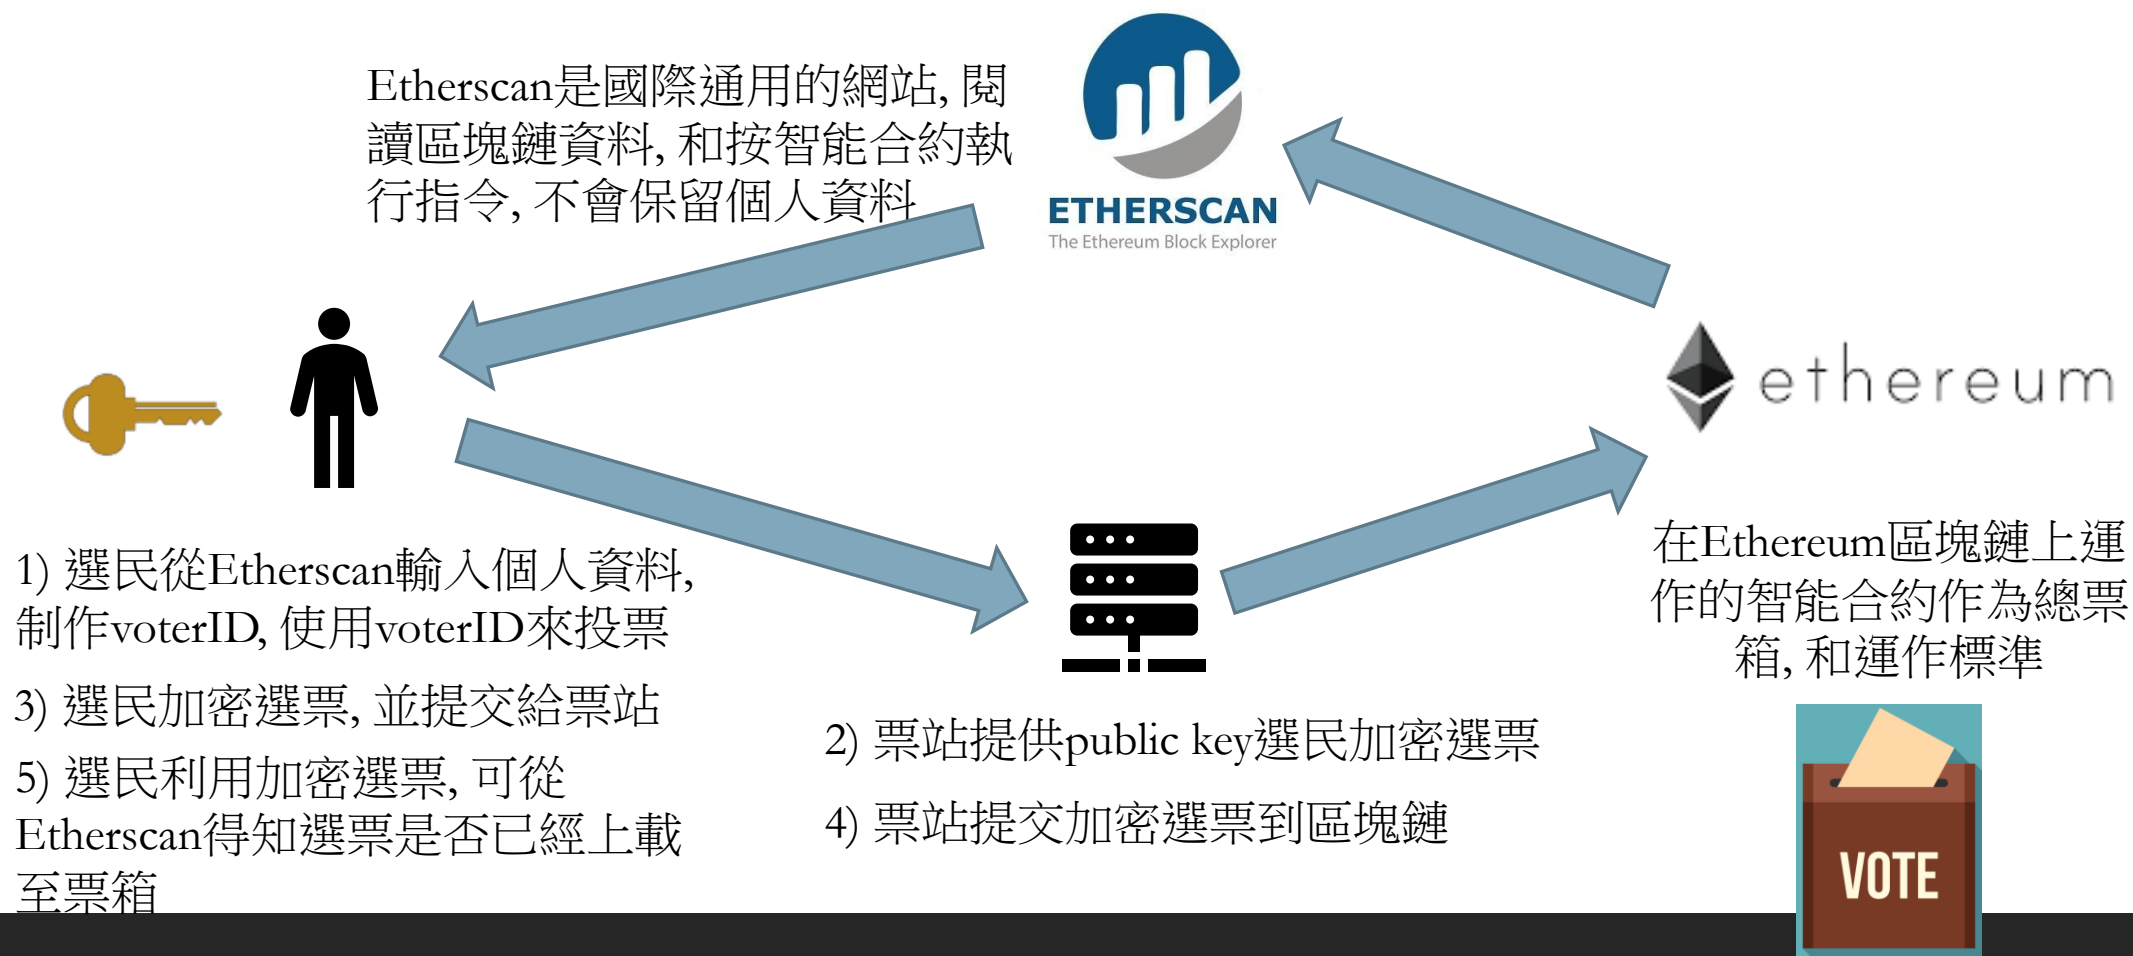 Etherscan是國際通用的網站, 閱
讀區塊鏈資料, 和按智能合約執
行指令, 不會保留個人資料
ETHERSCAN
The Ethereum Block Explorer
ethereum
1) 選民從Etherscan輸入個人資料,
制作voterID, 使用voterID來投票
3) 選民加密選票, 並提交給票站
5) 選民利用加密選票, 可從
Etherscan得知選票是否已經上載
至票箱
2) 票站提供public key選民加密選票
4) 票站提交加密選票到區塊鏈
在Ethereum區塊鏈上運
作的智能合約作為總票
箱, 和運作標準
VOTE